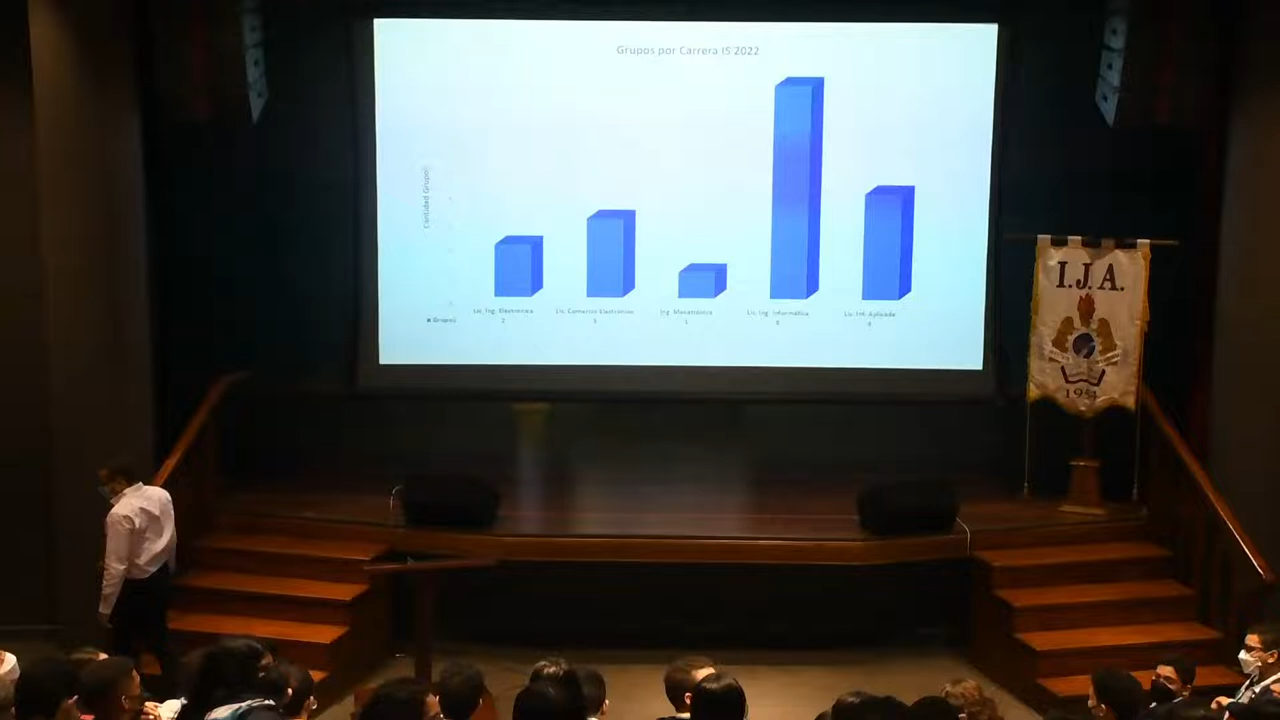 Grupos por Carrera IS 2022
Cantidad Grupos
Lic. Ing. Electrónica
Lic. Comercio Electrónico
Ing. Mecatrónica
Lic. Ing. Informática
Lic. Inf. Aplicada
Grupos
2
3
1
4
I.J.A.
1954